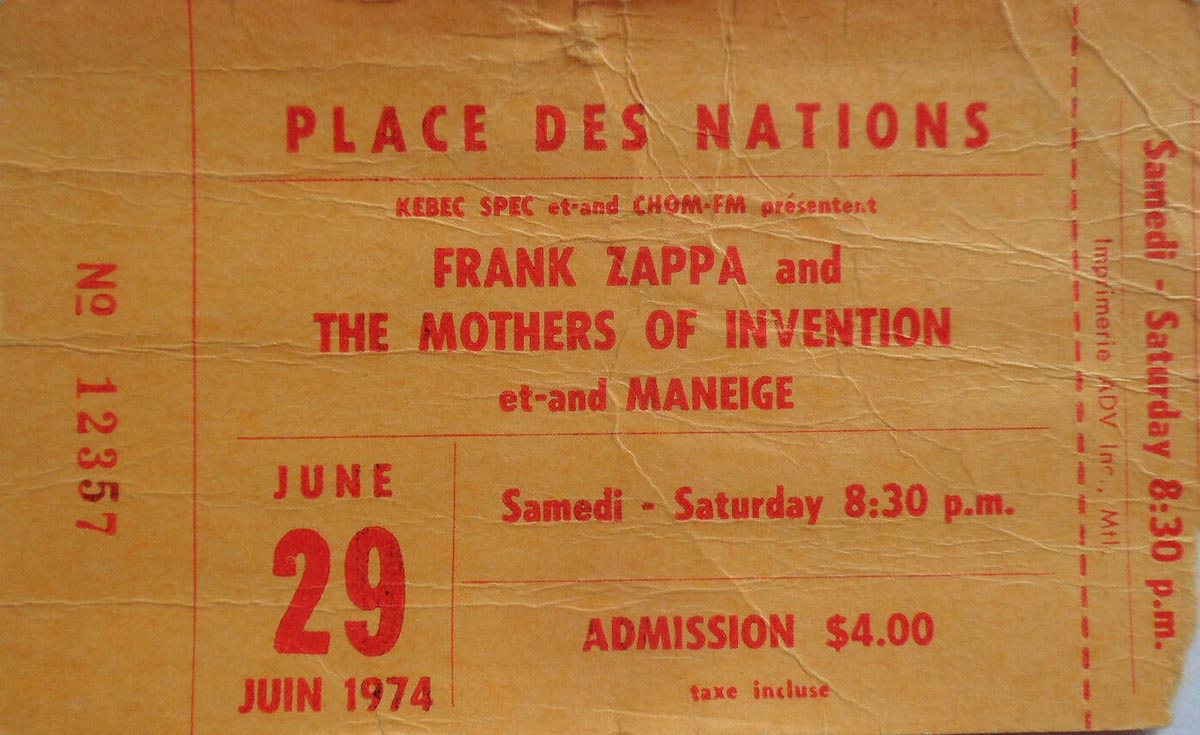 PLACE DES NATIONS
KEBEC SPEC et-and CHOM-FM présentent
FRANK ZAPPA and
THE MOTHERS OF INVENTION
et-and MANEIGE
JUNE
29
JUIN 1974
Samedi - Saturday 8:30 p.m.
ADMISSION $4.00
taxe incluse
Nº 12357
Imprimerie ADV Inc., Mtl.
Samedi - Saturday 8:30 p.m.